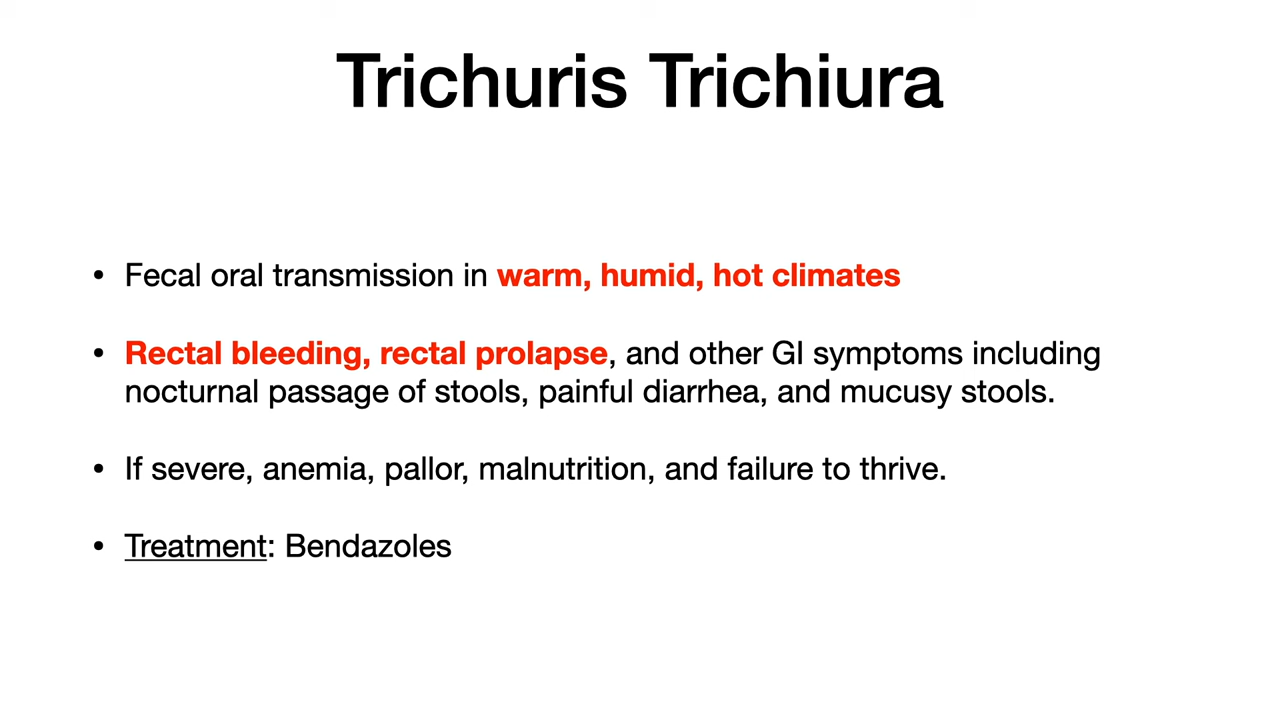 Trichuris Trichiura
• Fecal oral transmission in warm, humid, hot climates
• Rectal bleeding, rectal prolapse, and other GI symptoms including
nocturnal passage of stools, painful diarrhea, and mucusy stools.
• If severe, anemia, pallor, malnutrition, and failure to thrive.
• Treatment: Bendazoles